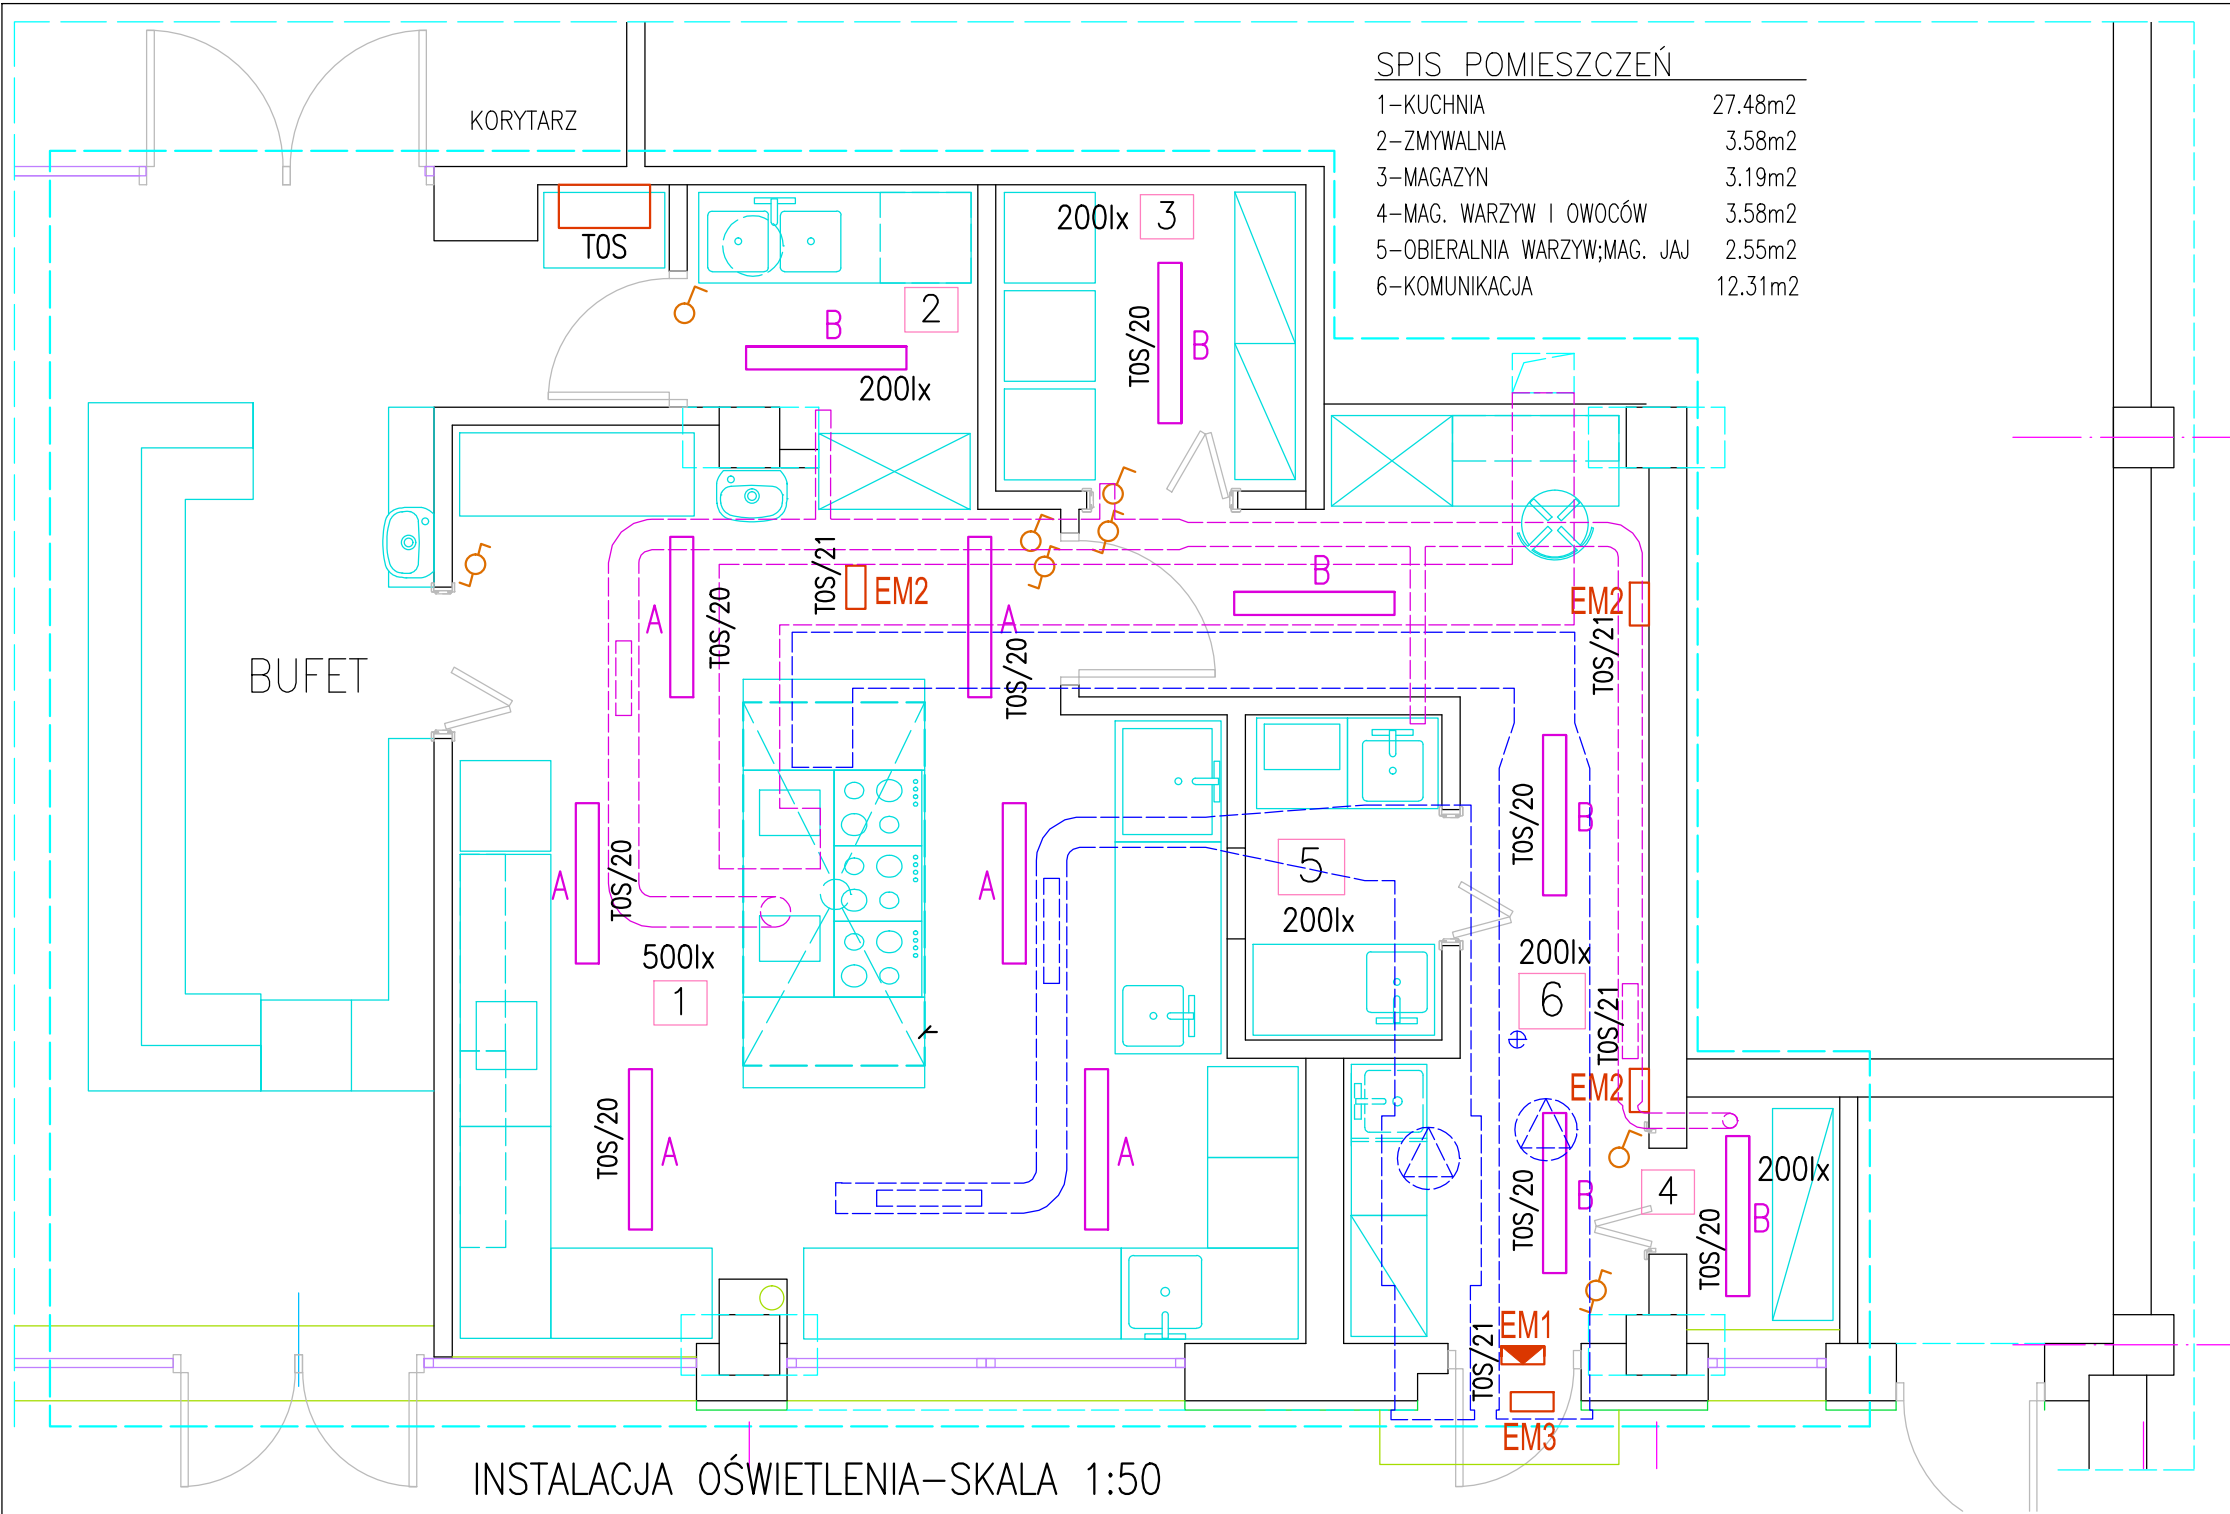 SPIS POMIESZCZEŃ
1-KUCHNIA 27.48m2
2-ZMYWALNIA 3.58m2
3-MAGAZYN 3.19m2
4-MAG. WARZYW I OWOCÓW 3.58m2
5-OBIERALNIA WARZYW;MAG. JAJ 2.55m2
6-KOMUNIKACJA 12.31m2
KORYTARZ
TOS
200lx
3
2
B
200lx
TOS/20
B
TOS/21
EM2
A
TOS/20
A
TOS/20
B
EM2
TOS/21
BUFET
TOS/20
B
A
TOS/20
A
5
200lx
500lx
1
200lx
6
TOS/21
EM2
TOS/20
A
A
TOS/20
B
4
200lx
TOS/20
B
EM1
TOS/21
EM3
INSTALACJA OŚWIETLENIA-SKALA 1:50